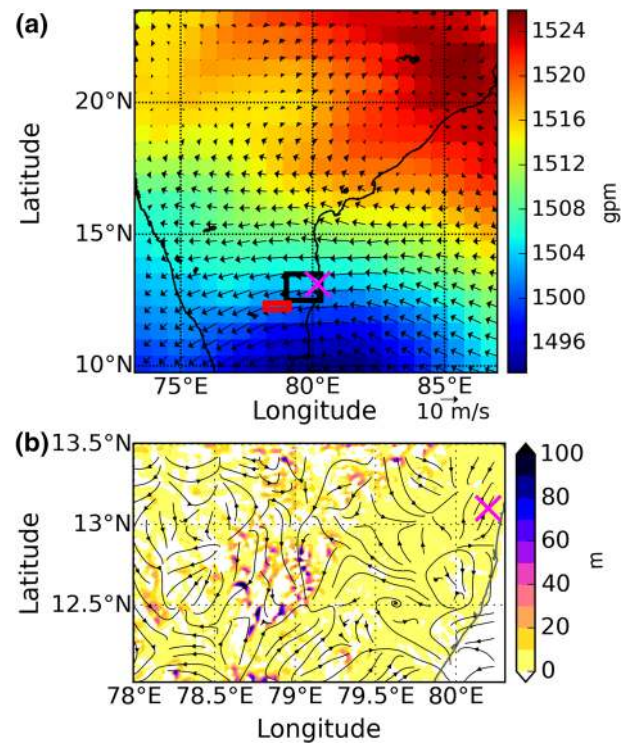 (a)
20°N
15°N
10°N
Latitude
75°E
80°E
85°E
Longitude
10 m/s
1524
1520
1516
1512
1508
1504
1500
1496
gpm
(b)
13.5°N
13°N
12.5°N
Latitude
78°E
78.5°E
79°E
79.5°E
80°E
Longitude
100
80
60
40
20
0
m